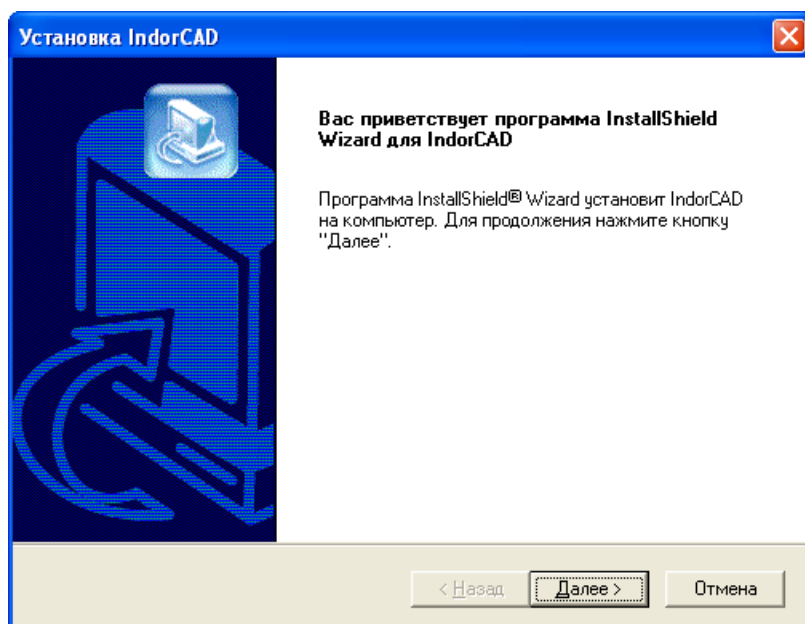 Установка IndorCAD
Вас приветствует программа InstallShield
Wizard для IndorCAD
Программа InstallShield® Wizard установит IndorCAD
на компьютер. Для продолжения нажмите кнопку
"Далее".
< Назад
Далее >
Отмена